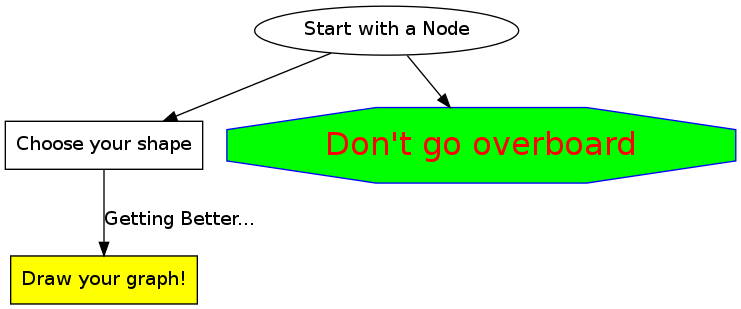 Start with a Node
Choose your shape
Don't go overboard
Getting Better...
Draw your graph!